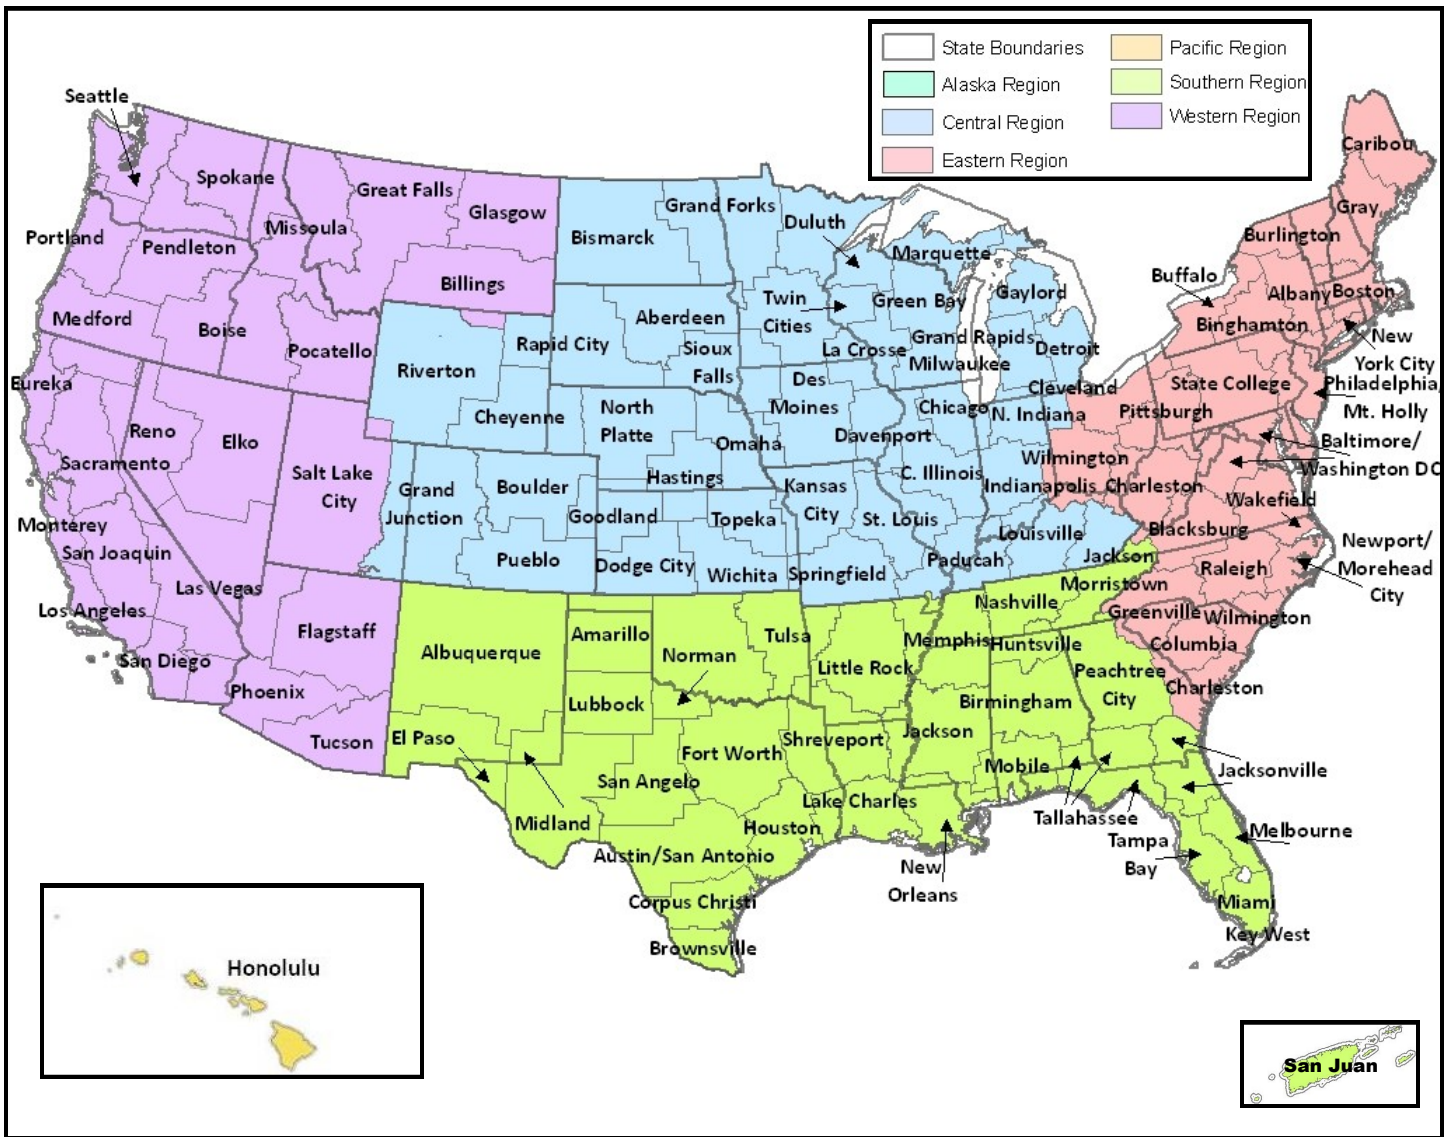 State Boundaries
Alaska Region
Central Region
Eastern Region
Pacific Region
Southern Region
Western Region
Seattle
Spokane
Great Falls
Glasgow
Missoula
Portland
Pendleton
Billings
Medford
Boise
Pocatello
Eureka
Reno
Elko
Sacramento
Salt Lake
City
Monterey
San Joaquin
Las Vegas
Los Angeles
Flagstaff
San Diego
Phoenix
Tucson
Bismarck
Grand Forks
Duluth
Marquette
Twin
Cities
Green Bay
Gaylord
Aberdeen
Rapid City
Sioux
Falls
La Crosse
Grand Rapids
Milwaukee
Detroit
Riverton
Cheyenne
North
Platte
Des
Moines
Chicago
N. Indiana
Cleveland
Omaha
Davenport
Hastings
Grand
Junction
Boulder
Goodland
Topeka
Kansas
City
C. Illinois
Indianapolis
St. Louis
Louisville
Pueblo
Dodge City
Wichita
Springfield
Paducah
Jackson
Caribou
Gray
Burlington
Buffalo
Albany
Boston
Binghamton
New
York City
State College
Philadelphia,
Mt. Holly
Pittsburgh
Baltimore/
Washington DC
Wilmington
Charleston
Wakefield
Blacksburg
Newport/
Morehead
City
Raleigh
Greenville
Wilmington
Columbia
Charleston
Morristown
Nashville
Memphis
Huntsville
Peachtree
City
Albuquerque
Amarillo
Tulsa
Norman
Little Rock
Lubbock
Birmingham
El Paso
Fort Worth
Shreveport
Jackson
San Angelo
Mobile
Jacksonville
Midland
Lake Charles
Tallahassee
Houston
Melbourne
Tampa
Bay
Austin/San Antonio
New
Orleans
Corpus Christi
Miami
Brownsville
Key West
Honolulu
San Juan